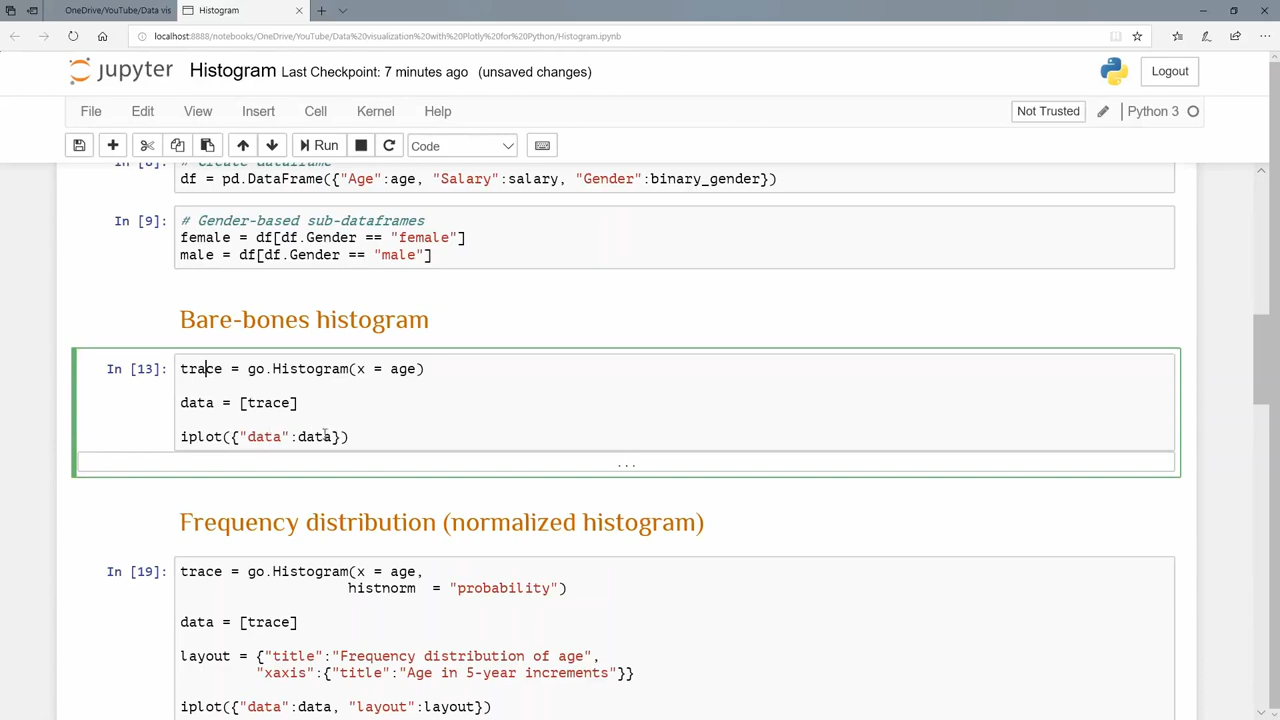 OneDrive/YouTube/Data vis
Histogram
localhost:8888/notebooks/OneDrive/YouTube/Data%20visualization%20with%20Plotly%20for%20Python/Histogram.ipynb
jupyter Histogram Last Checkpoint: 7 minutes ago (unsaved changes)
Logout
File Edit View Insert Cell Kernel Help
Not Trusted Python 3
Run Code
In [8]: # Create dataframe
df = pd.DataFrame({"Age":age, "Salary":salary, "Gender":binary_gender})
In [9]: # Gender-based sub-dataframes
female = df[df.Gender == "female"]
male = df[df.Gender == "male"]
Bare-bones histogram
In [13]: trace = go.Histogram(x = age)
data = [trace]
iplot({"data":data})
...
Frequency distribution (normalized histogram)
In [19]: trace = go.Histogram(x = age,
histnorm = "probability")
data = [trace]
layout = {"title":"Frequency distribution of age",
"xaxis":{"title":"Age in 5-year increments"}}
iplot({"data":data, "layout":layout})